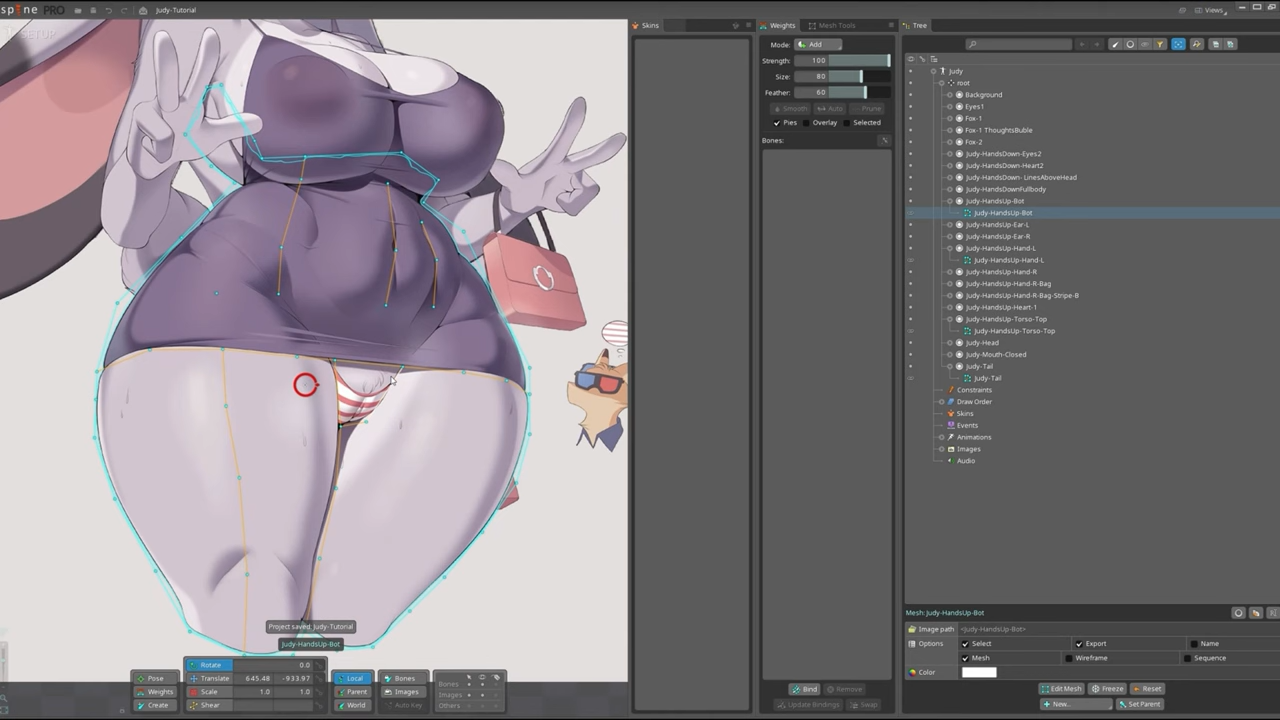 spine PRO
Judy-Tutorial
Views
SETUP
Skins
Weights
Mesh Tools
Tree
Mode: Add
Strength: 100
Size: 80
Feather: 60
Smooth Auto Prune
Pies Overlay Selected
Bones:
Bind Remove
Update Bindings Swap
Judy
root
Background
Eyes1
Fox-1
Fox-1 ThoughtsBuble
Fox-2
Judy-HandsDown-Eyes2
Judy-HandsDown-Heart2
Judy-HandsDown- LinesAboveHead
Judy-HandsDownFullbody
Judy-HandsUp-Bot
Judy-HandsUp-Bot
Judy-HandsUp-Ear-L
Judy-HandsUp-Ear-R
Judy-HandsUp-Hand-L
Judy-HandsUp-Hand-L
Judy-HandsUp-Hand-R
Judy-HandsUp-Hand-R-Bag
Judy-HandsUp-Hand-R-Bag-Stripe-B
Judy-HandsUp-Heart-1
Judy-HandsUp-Torso-Top
Judy-HandsUp-Torso-Top
Judy-Head
Judy-Mouth-Closed
Judy-Tail
Judy-Tail
Constraints
Draw Order
Skins
Events
Animations
Images
Audio
Mesh: Judy-HandsUp-Bot
Image path <Judy-HandsUp-Bot>
Options Select Export Name
Mesh Wireframe Sequence
Color
Edit Mesh Freeze Reset
New... Set Parent
Project saved: Judy-Tutorial
Judy-HandsUp-Bot
Pose
Weights
Create
Rotate 0.0
Translate 645.48 -933.97
Scale 1.0 1.0
Shear
Local
Parent
World
Bones
Images
Auto Key
Bones
Images
Others